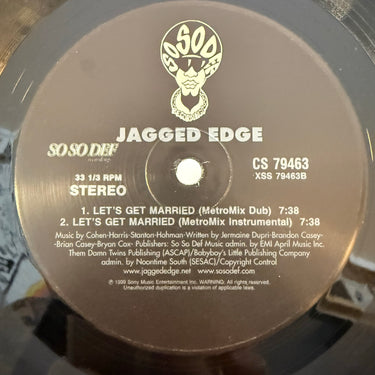 SO SO DEF
JAGGED EDGE
SO SO DEF
recordings
CS 79463
XSS 79463B
33 1/3 RPM
STEREO
1. LET'S GET MARRIED (MetroMix Dub) 7:38
2. LET'S GET MARRIED (MetroMix Instrumental) 7:38
Music by Cohen-Harris-Stanton-Hohman-Written by Jermaine Dupri-Brandon Casey-
-Brian Casey-Bryan Cox- Publishers: So So Def Music admin. by EMI April Music Inc.
Them Damn Twins Publishing (ASCAP)/Babyboy's Little Publishing Company
admin. by Noontime South (SESAC)/Copyright Control
www.jaggededge.net www.sosodef.com
℗ 1999 Sony Music Entertainment Inc. WARNING: All rights reserved.
Unauthorized duplication is a violation of applicable laws.